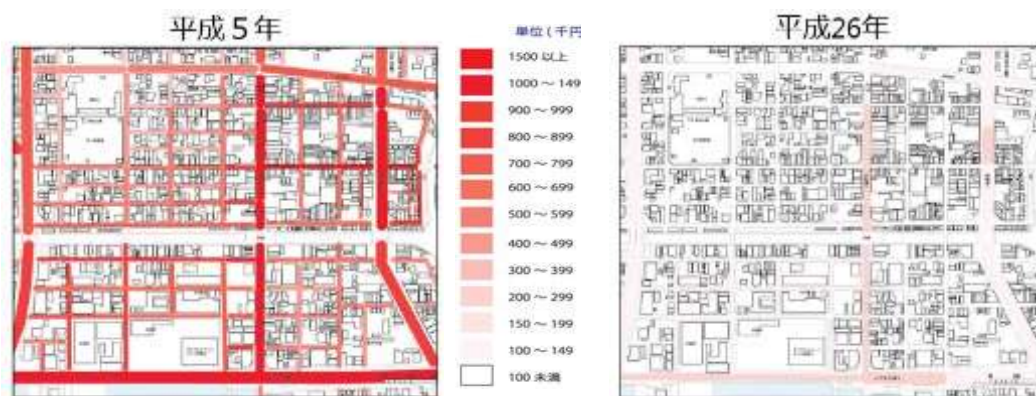 平成5年
単位(千円
1500 以上
1000 ～ 149
900 ～ 999
800 ～ 899
700 ～ 799
600 ～ 699
500 ～ 599
400 ～ 499
300 ～ 399
200 ～ 299
150 ～ 199
100 ～ 149
100 未満
平成26年